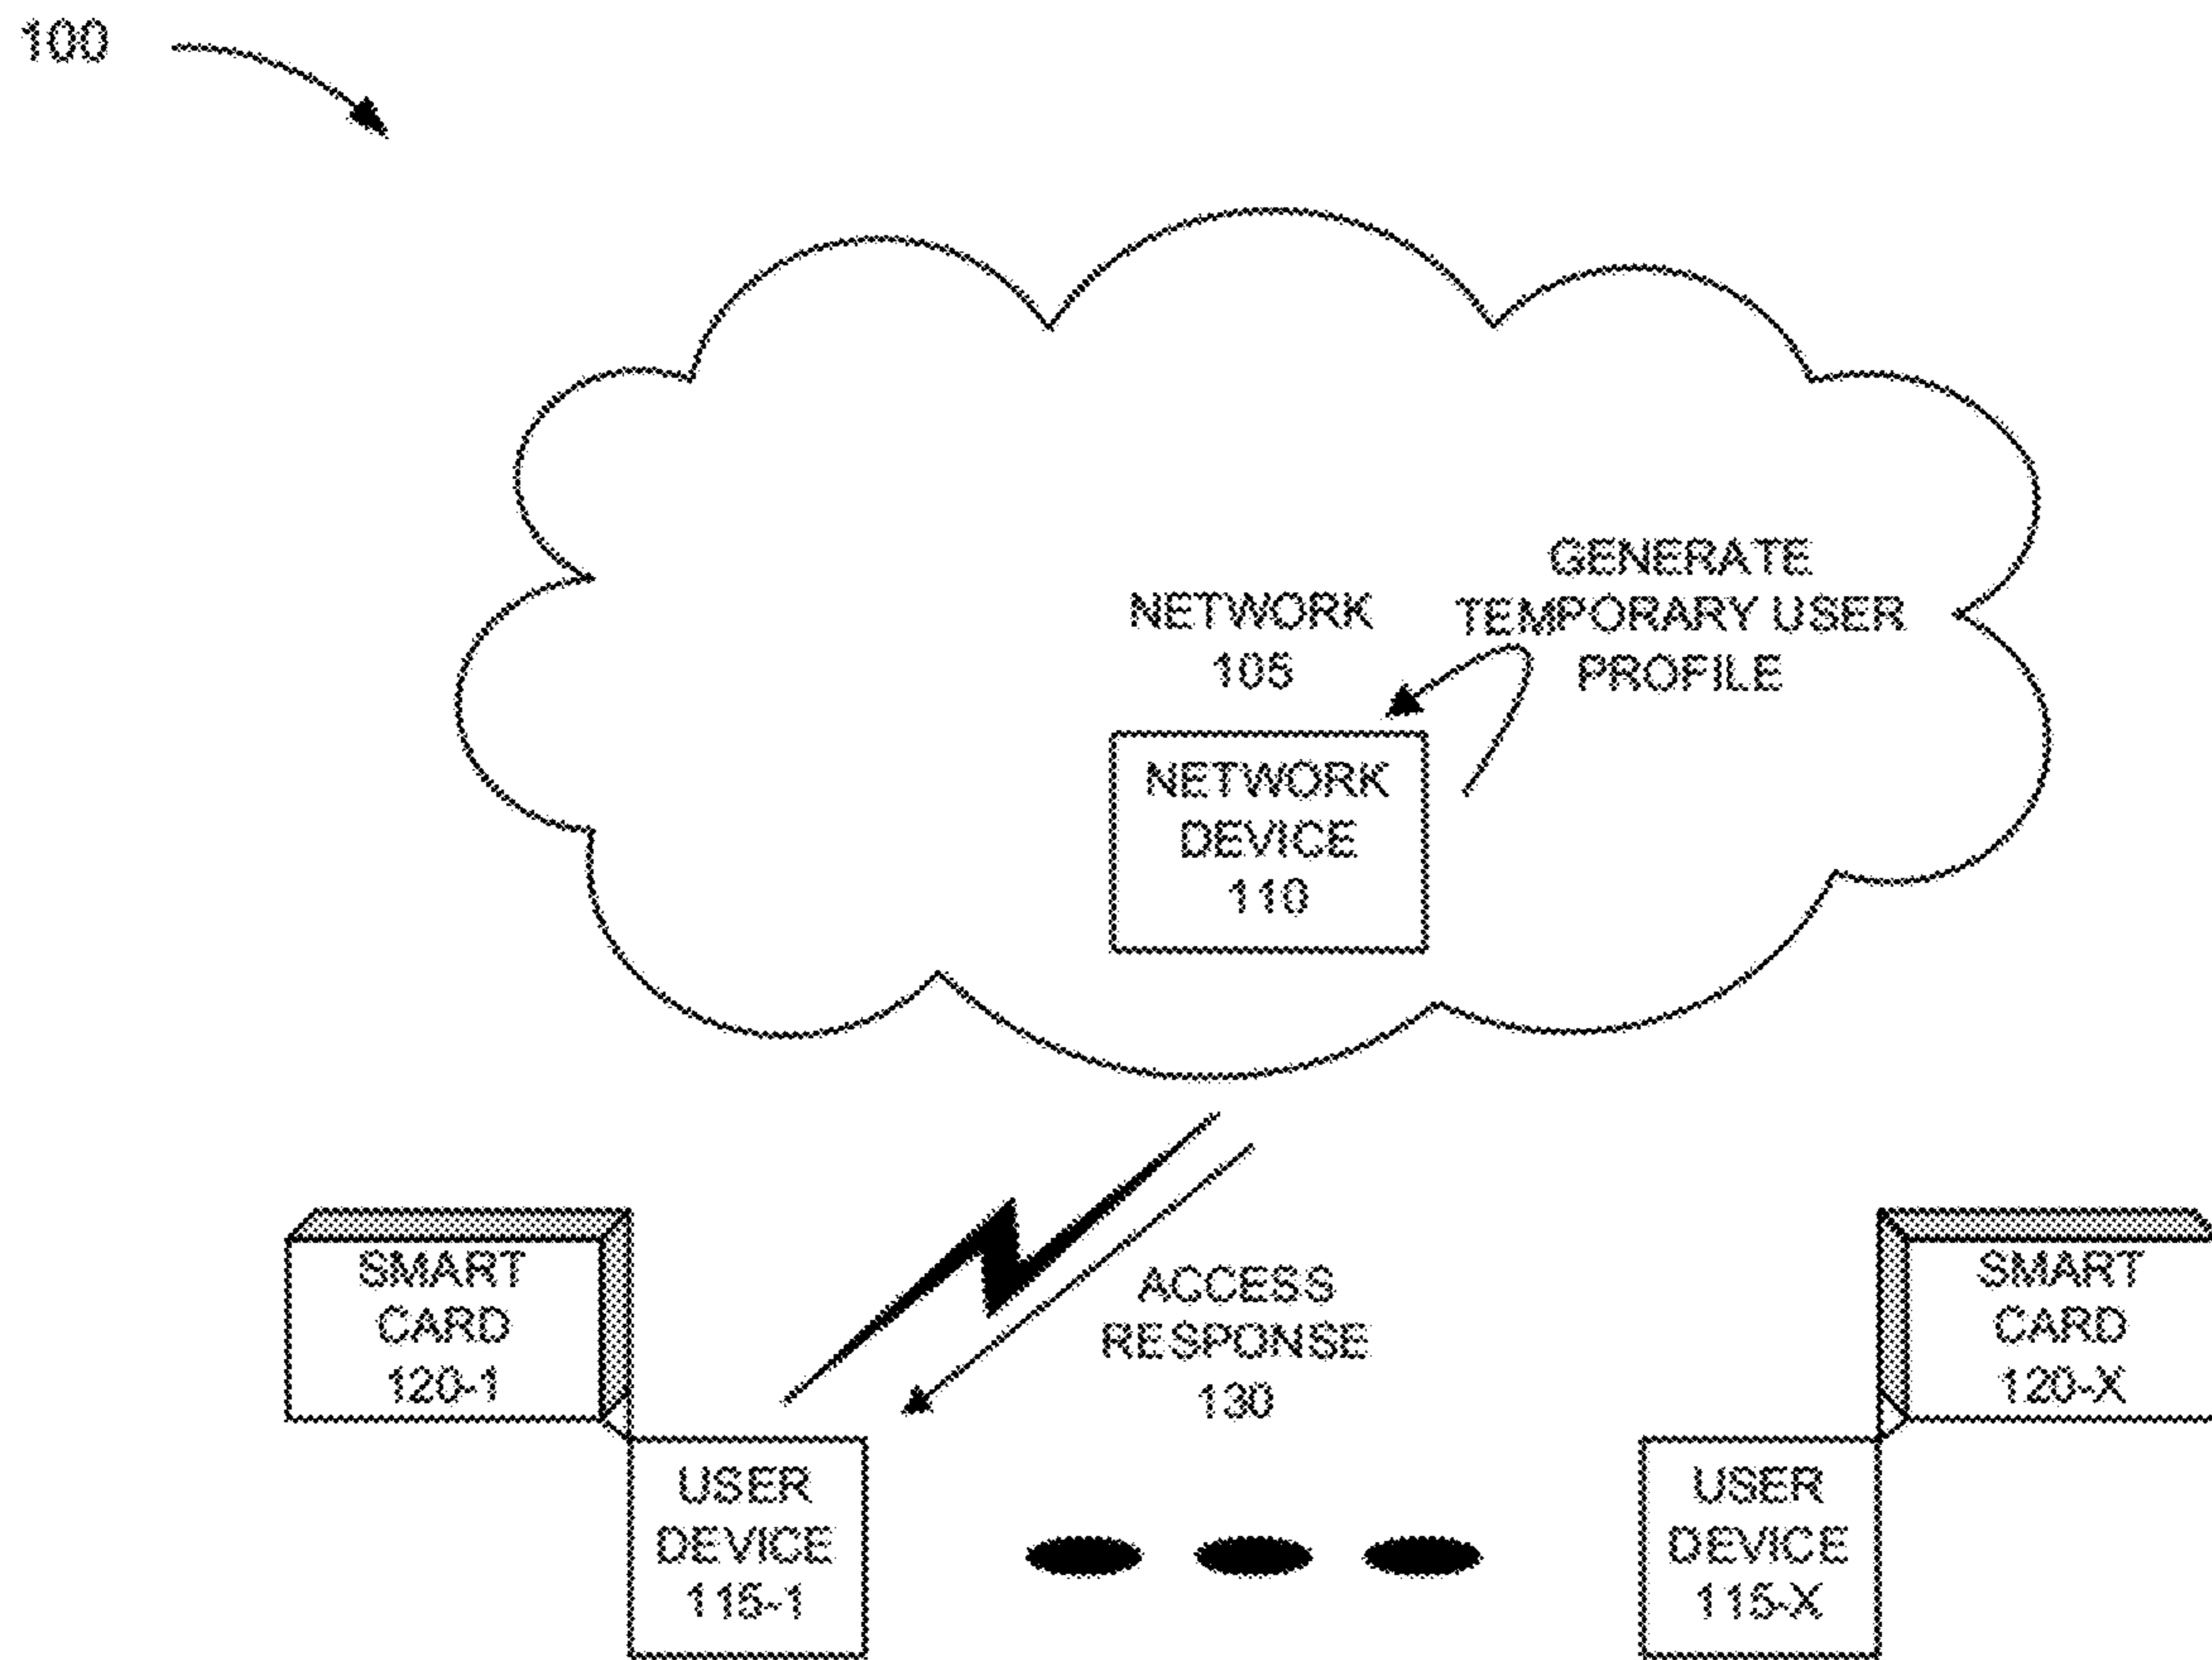 100
GENERATE
TEMPORARY USER
PROFILE
NETWORK
105
NETWORK
DEVICE
110
ACCESS
RESPONSE
130
SMART
CARD
120-1
SMART
CARD
120-X
USER
DEVICE
115-1
USER
DEVICE
115-X